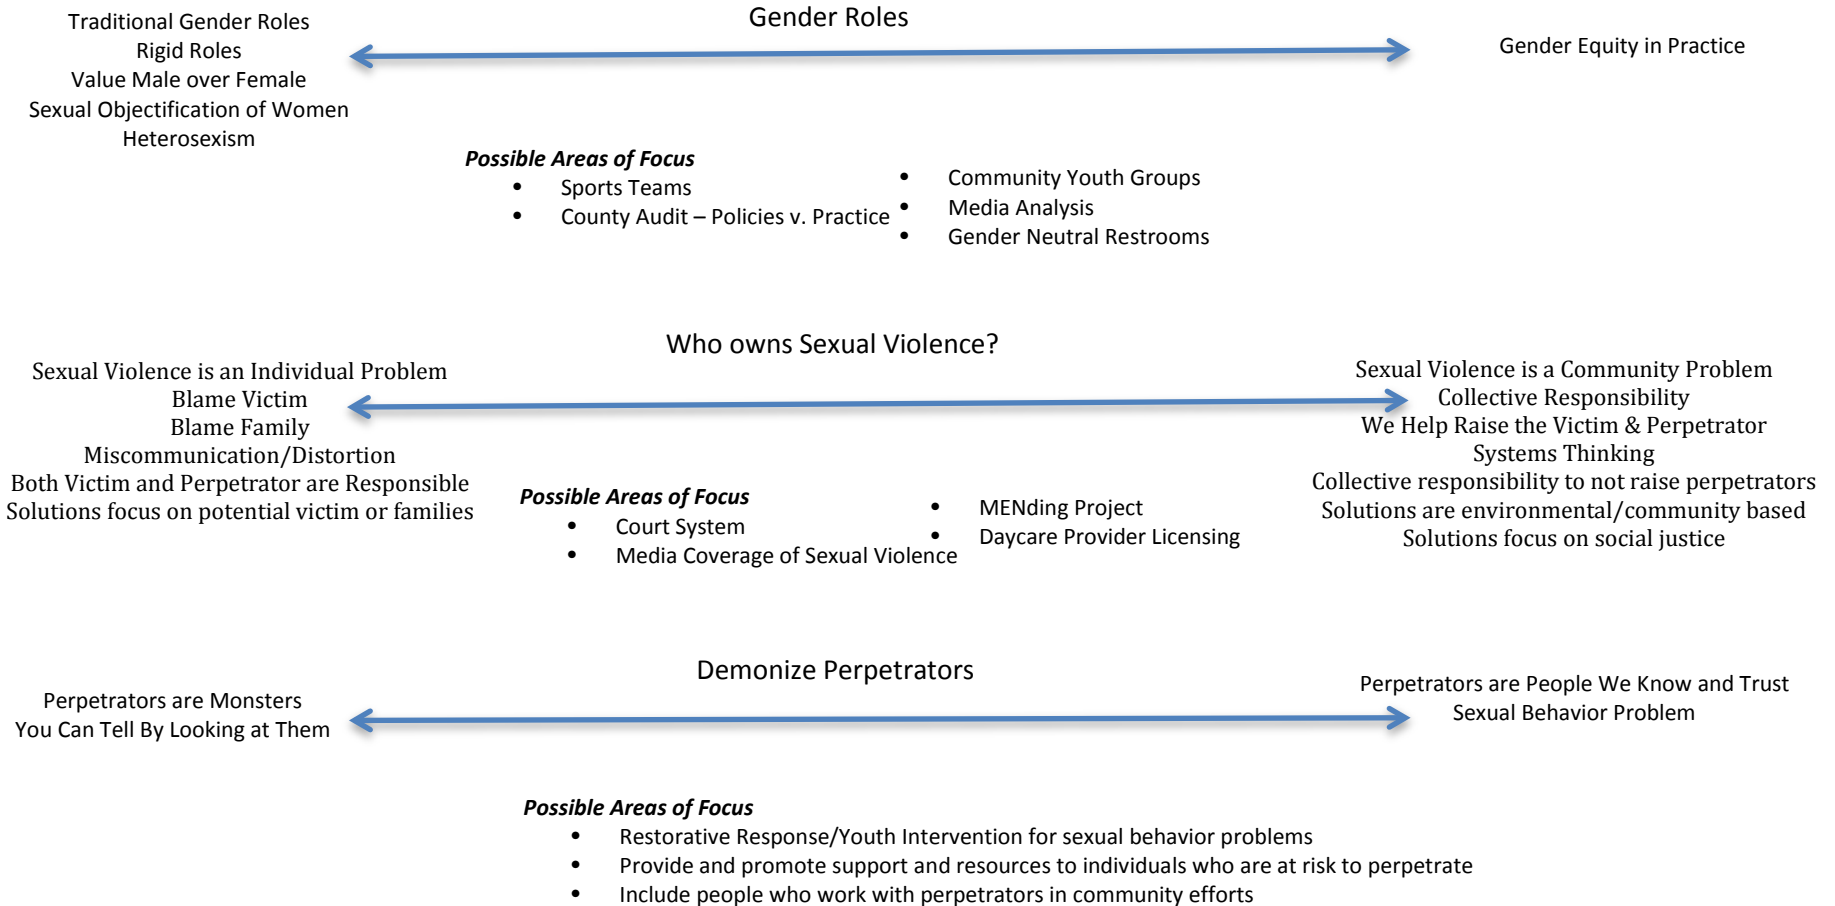 Gender Roles
Traditional Gender Roles
Rigid Roles
Value Male over Female
Sexual Objectification of Women
Heterosexism
Gender Equity in Practice
Possible Areas of Focus
• Sports Teams
• County Audit – Policies v. Practice
• Community Youth Groups
• Media Analysis
• Gender Neutral Restrooms
Who owns Sexual Violence?
Sexual Violence is an Individual Problem
Blame Victim
Blame Family
Miscommunication/Distortion
Both Victim and Perpetrator are Responsible
Solutions focus on potential victim or families
Sexual Violence is a Community Problem
Collective Responsibility
We Help Raise the Victim & Perpetrator
Systems Thinking
Collective responsibility to not raise perpetrators
Solutions are environmental/community based
Solutions focus on social justice
Possible Areas of Focus
• Court System
• Media Coverage of Sexual Violence
• MENding Project
• Daycare Provider Licensing
Demonize Perpetrators
Perpetrators are Monsters
You Can Tell By Looking at Them
Perpetrators are People We Know and Trust
Sexual Behavior Problem
Possible Areas of Focus
• Restorative Response/Youth Intervention for sexual behavior problems
• Provide and promote support and resources to individuals who are at risk to perpetrate
• Include people who work with perpetrators in community efforts